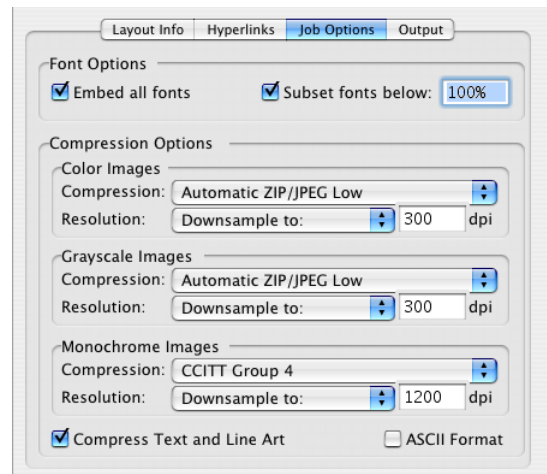 Layout Info Hyperlinks Job Options Output
Font Options
Embed all fonts Subset fonts below: 100%
Compression Options
Color Images
Compression: Automatic ZIP/JPEG Low
Resolution: Downsample to: 300 dpi
Grayscale Images
Compression: Automatic ZIP/JPEG Low
Resolution: Downsample to: 300 dpi
Monochrome Images
Compression: CCITT Group 4
Resolution: Downsample to: 1200 dpi
Compress Text and Line Art ASCII Format